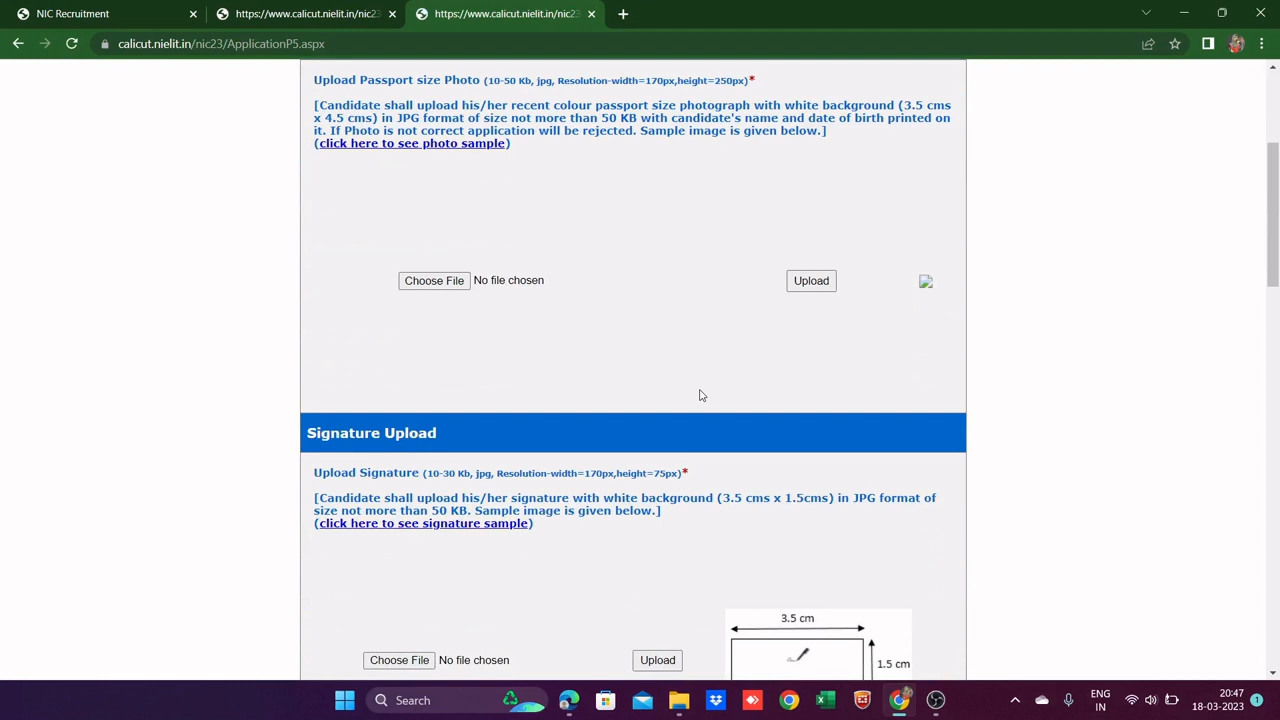 NIC Recruitment
https://www.calicut.nielit.in/nic23
https://www.calicut.nielit.in/nic23
calicut.nielit.in/nic23/ApplicationP5.aspx
Upload Passport size Photo (10-50 Kb, jpg, Resolution-width=170px,height=250px)*
[Candidate shall upload his/her recent colour passport size photograph with white background (3.5 cms
x 4.5 cms) in JPG format of size not more than 50 KB with candidate's name and date of birth printed on
it. If Photo is not correct application will be rejected. Sample image is given below.]
(click here to see photo sample)
Choose File No file chosen
Upload
Signature Upload
Upload Signature (10-30 Kb, jpg, Resolution-width=170px,height=75px)*
[Candidate shall upload his/her signature with white background (3.5 cms x 1.5cms) in JPG format of
size not more than 50 KB. Sample image is given below.]
(click here to see signature sample)
3.5 cm
Choose File No file chosen
Upload
1.5 cm
Search
ENG
IN
20:47
18-03-2023
1